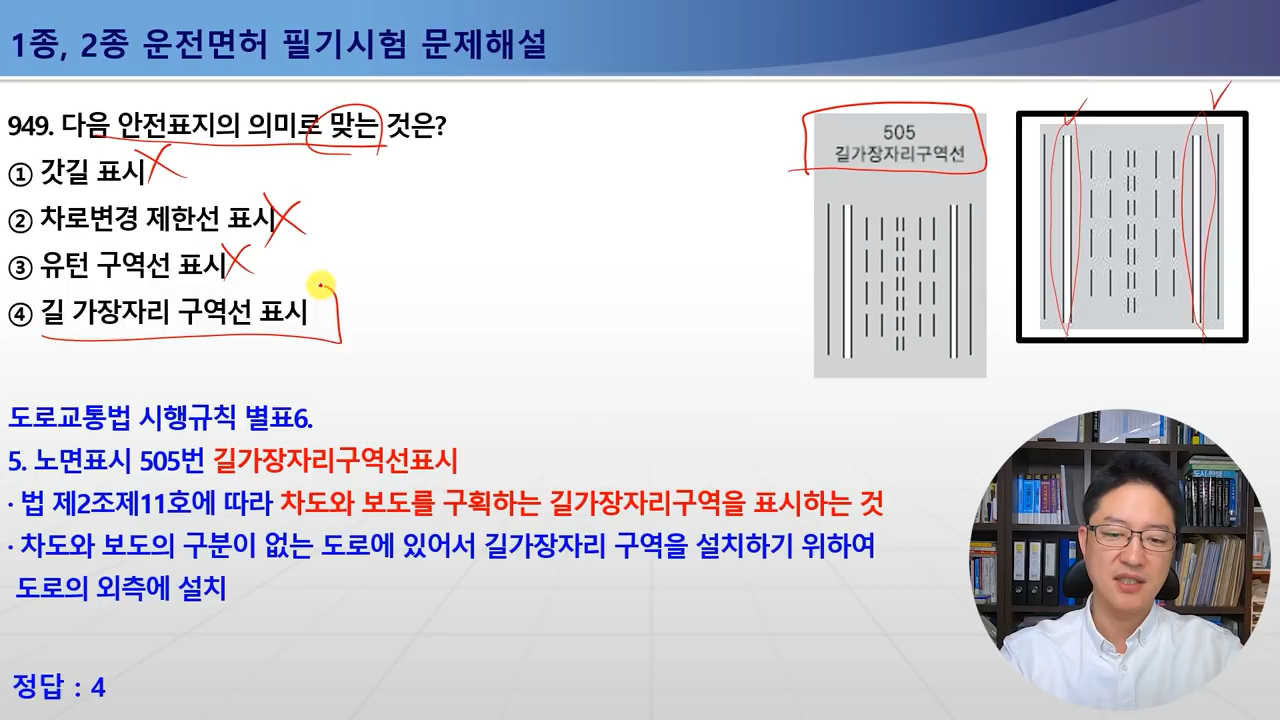 1종, 2종 운전면허 필기시험 문제해설
949. 다음 안전표지의 의미로 맞는 것은?
① 갓길 표시
② 차로변경 제한선 표시
③ 유턴 구역선 표시
④ 길 가장자리 구역선 표시
505
길가장자리구역선
도로교통법 시행규칙 별표6.
5. 노면표시 505번 길가장자리구역선표시
· 법 제2조제11호에 따라 차도와 보도를 구획하는 길가장자리구역을 표시하는 것
· 차도와 보도의 구분이 없는 도로에 있어서 길가장자리 구역을 설치하기 위하여
도로의 외측에 설치
정답 : 4